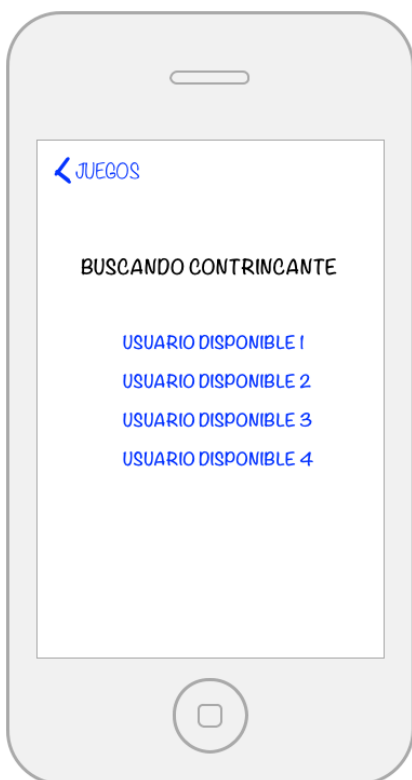 JUEGOS
BUSCANDO CONTRINCANTE
USUARIO DISPONIBLE 1
USUARIO DISPONIBLE 2
USUARIO DISPONIBLE 3
USUARIO DISPONIBLE 4